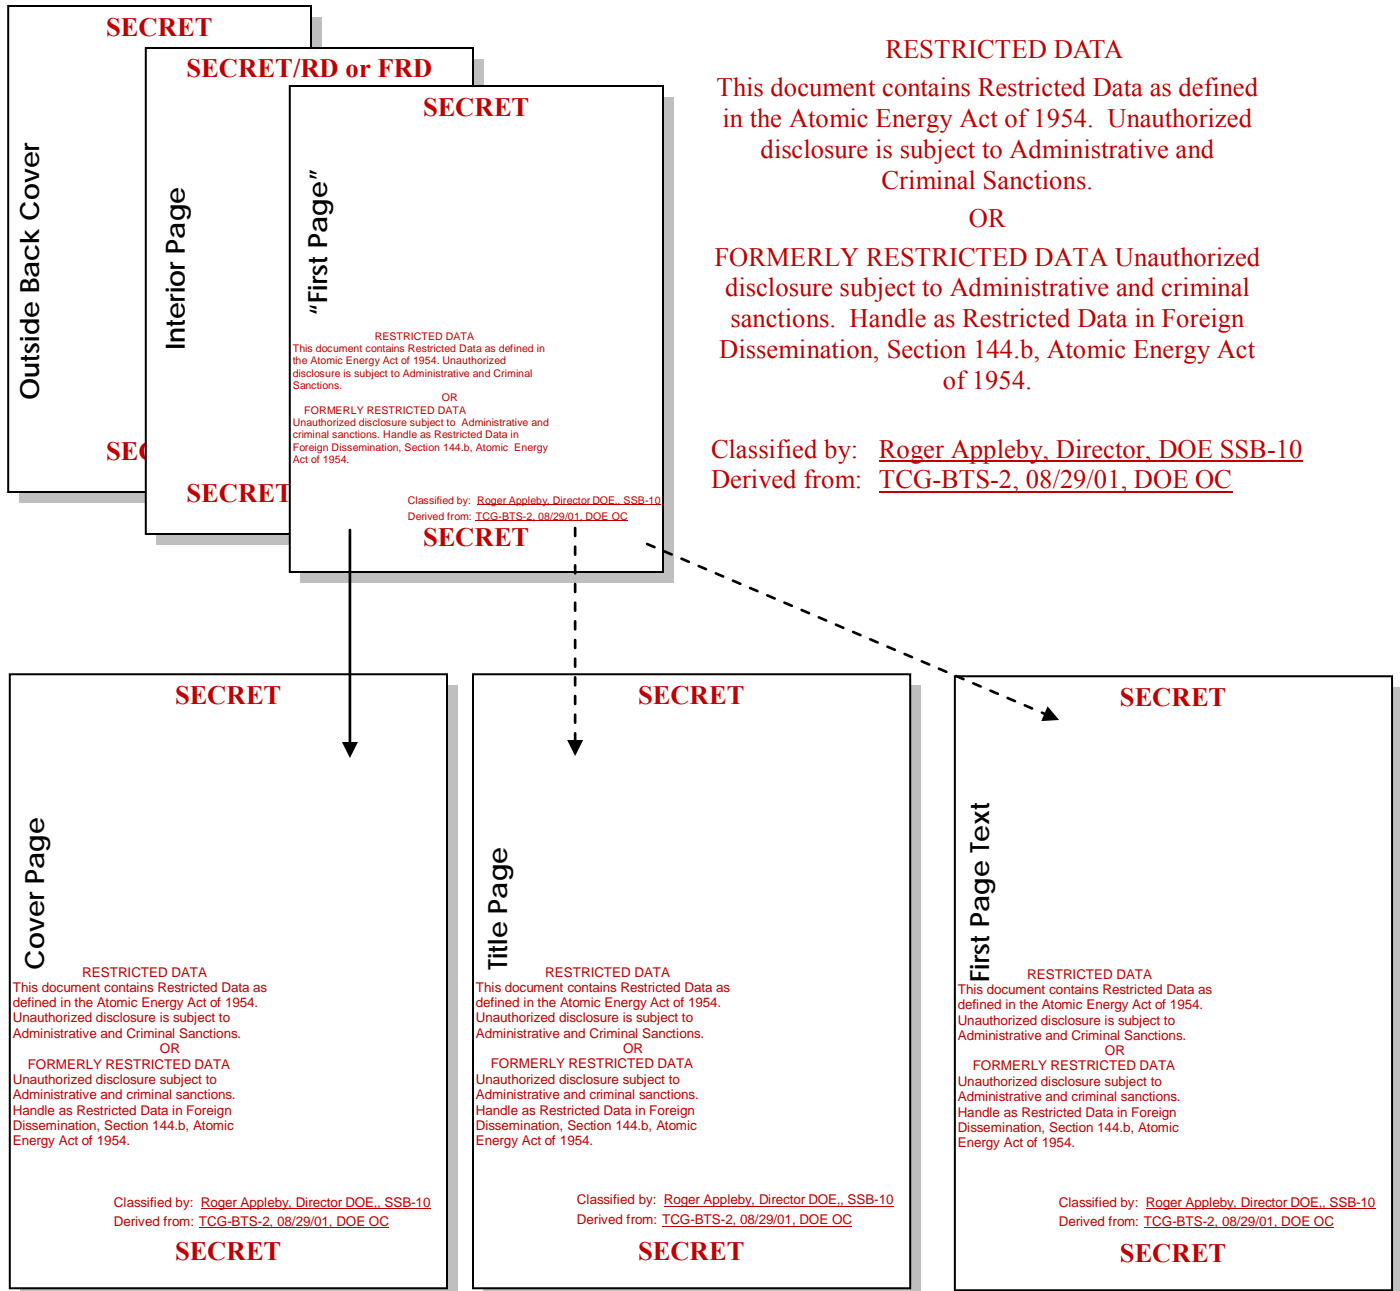 SECRET
Outside Back Cover
SEC
SECRET/RD or FRD
Interior Page
SECRET
SECRET
"First Page"
RESTRICTED DATA
This document contains Restricted Data as defined in
the Atomic Energy Act of 1954. Unauthorized
disclosure is subject to Administrative and Criminal
Sanctions.
OR
FORMERLY RESTRICTED DATA
Unauthorized disclosure subject to Administrative and
criminal sanctions. Handle as Restricted Data in
Foreign Dissemination, Section 144.b, Atomic Energy
Act of 1954.
Classified by: Roger Appleby, Director DOE,, SSB-10
Derived from: TCG-BTS-2, 08/29/01, DOE OC
SECRET
RESTRICTED DATA
This document contains Restricted Data as defined
in the Atomic Energy Act of 1954. Unauthorized
disclosure is subject to Administrative and
Criminal Sanctions.
OR
FORMERLY RESTRICTED DATA Unauthorized
disclosure subject to Administrative and criminal
sanctions. Handle as Restricted Data in Foreign
Dissemination, Section 144.b, Atomic Energy Act
of 1954.
Classified by: Roger Appleby, Director, DOE SSB-10
Derived from: TCG-BTS-2, 08/29/01, DOE OC
SECRET
Cover Page
RESTRICTED DATA
This document contains Restricted Data as
defined in the Atomic Energy Act of 1954.
Unauthorized disclosure is subject to
Administrative and Criminal Sanctions.
OR
FORMERLY RESTRICTED DATA
Unauthorized disclosure subject to
Administrative and criminal sanctions.
Handle as Restricted Data in Foreign
Dissemination, Section 144.b, Atomic
Energy Act of 1954.
Classified by: Roger Appleby, Director DOE,, SSB-10
Derived from: TCG-BTS-2, 08/29/01, DOE OC
SECRET
SECRET
Title Page
RESTRICTED DATA
This document contains Restricted Data as
defined in the Atomic Energy Act of 1954.
Unauthorized disclosure is subject to
Administrative and Criminal Sanctions.
OR
FORMERLY RESTRICTED DATA
Unauthorized disclosure subject to
Administrative and criminal sanctions.
Handle as Restricted Data in Foreign
Dissemination, Section 144.b, Atomic
Energy Act of 1954.
Classified by: Roger Appleby, Director DOE,, SSB-10
Derived from: TCG-BTS-2, 08/29/01, DOE OC
SECRET
SECRET
First Page Text
RESTRICTED DATA
This document contains Restricted Data as
defined in the Atomic Energy Act of 1954.
Unauthorized disclosure is subject to
Administrative and Criminal Sanctions.
OR
FORMERLY RESTRICTED DATA
Unauthorized disclosure subject to
Administrative and criminal sanctions.
Handle as Restricted Data in Foreign
Dissemination, Section 144.b, Atomic
Energy Act of 1954.
Classified by: Roger Appleby, Director DOE,, SSB-10
Derived from: TCG-BTS-2, 08/29/01, DOE OC
SECRET